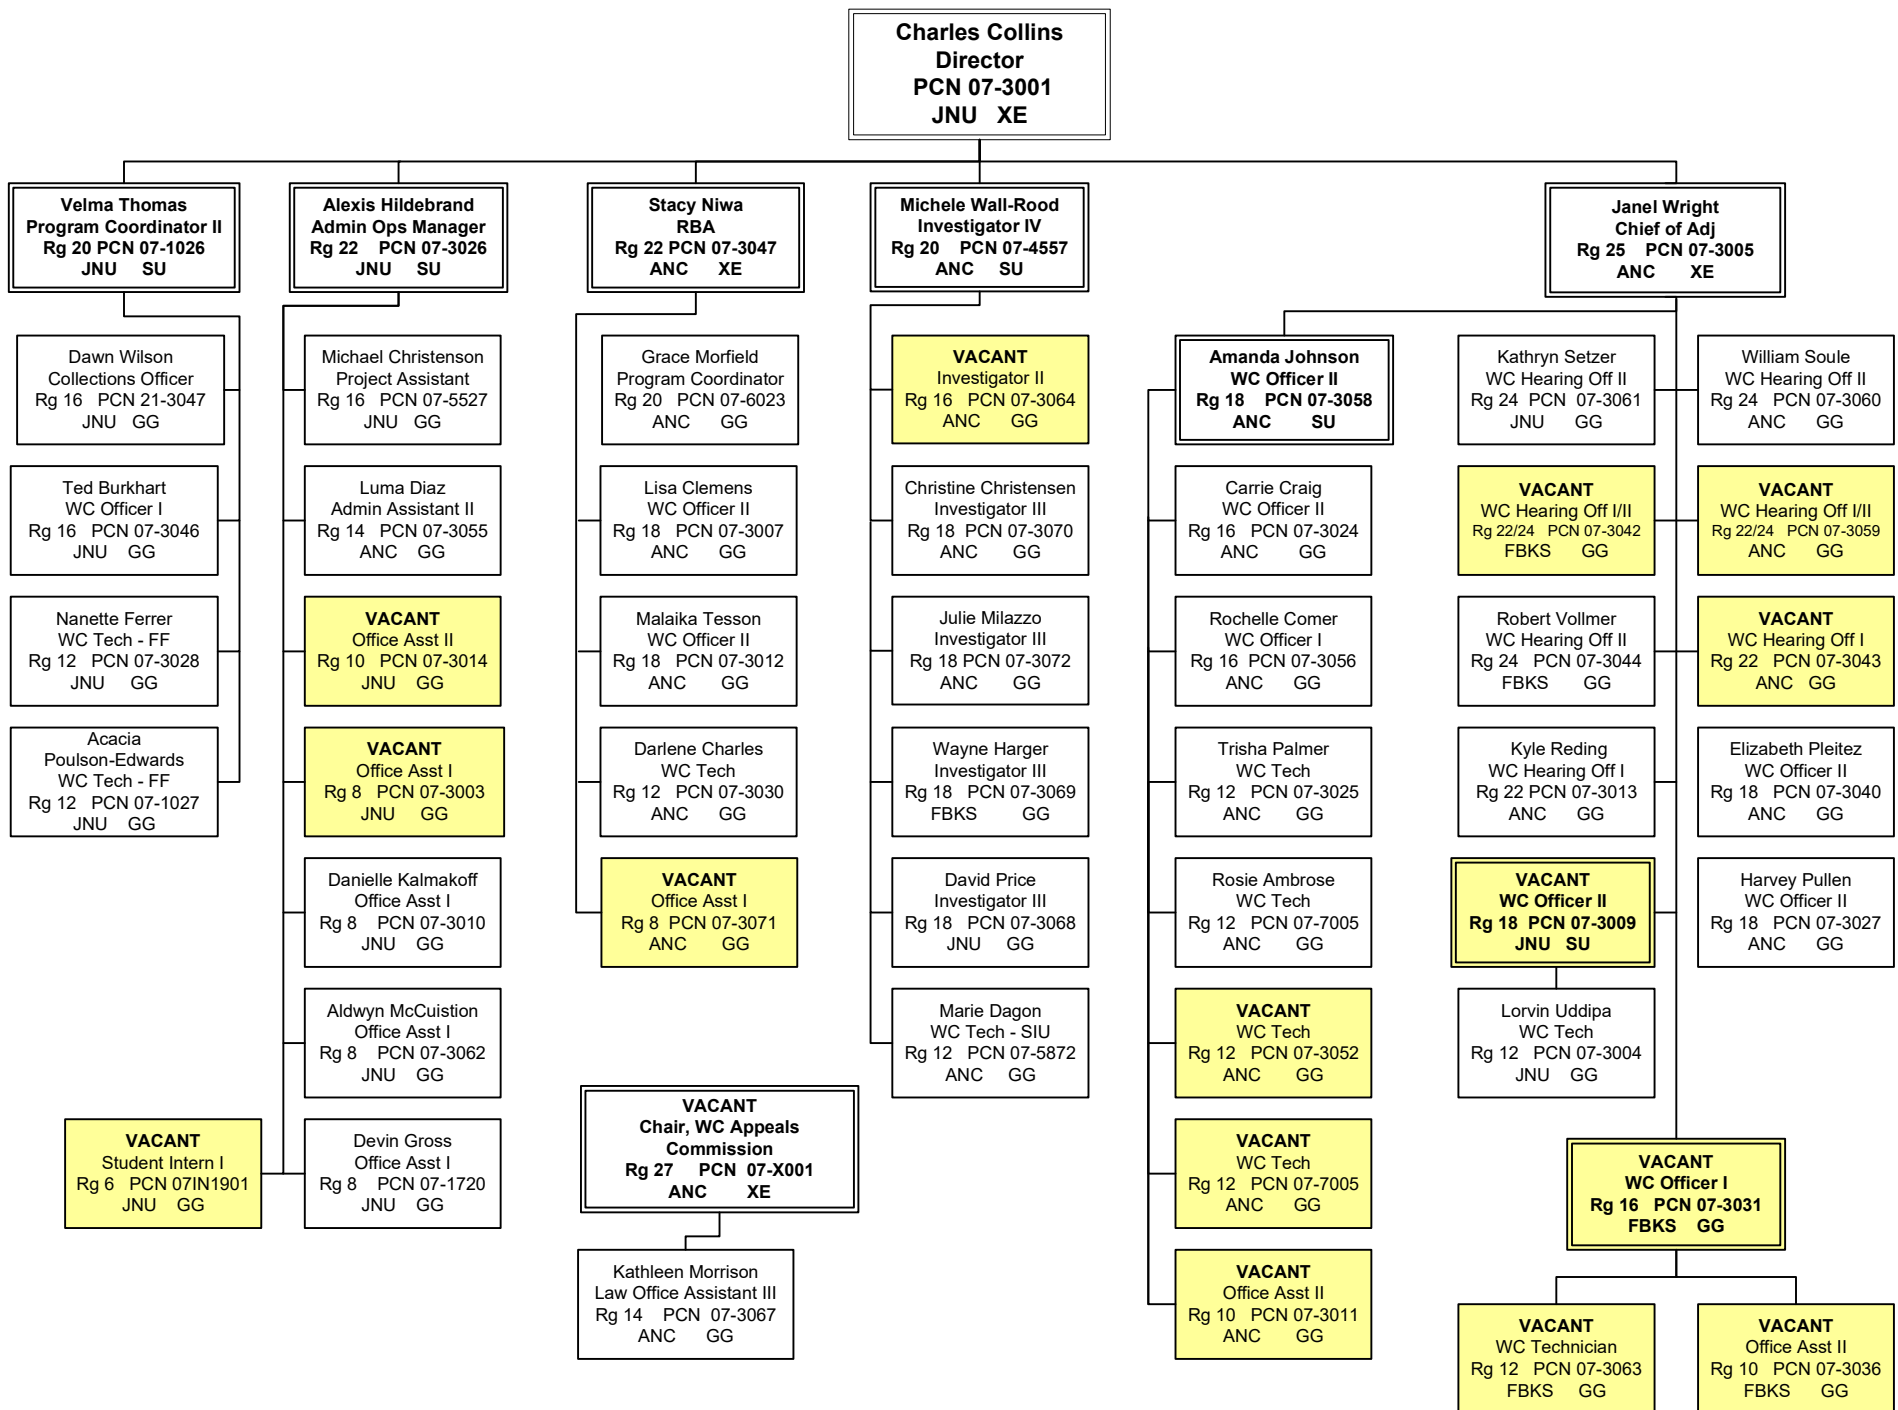 Charles Collins
Director
PCN 07-3001
JNU XE
Velma Thomas
Program Coordinator II
Rg 20 PCN 07-1026
JNU SU
Alexis Hildebrand
Admin Ops Manager
Rg 22 PCN 07-3026
JNU SU
Stacy Niwa
RBA
Rg 22 PCN 07-3047
ANC XE
Michele Wall-Rood
Investigator IV
Rg 20 PCN 07-4557
ANC SU
Janel Wright
Chief of Adj
Rg 25 PCN 07-3005
ANC XE
Dawn Wilson
Collections Officer
Rg 16 PCN 21-3047
JNU GG
Ted Burkhart
WC Officer I
Rg 16 PCN 07-3046
JNU GG
Nanette Ferrer
WC Tech - FF
Rg 12 PCN 07-3028
JNU GG
Acacia
Poulson-Edwards
WC Tech - FF
Rg 12 PCN 07-1027
JNU GG
Michael Christenson
Project Assistant
Rg 16 PCN 07-5527
JNU GG
Luma Diaz
Admin Assistant II
Rg 14 PCN 07-3055
ANC GG
VACANT
Office Asst II
Rg 10 PCN 07-3014
JNU GG
VACANT
Office Asst I
Rg 8 PCN 07-3003
JNU GG
Danielle Kalmakoff
Office Asst I
Rg 8 PCN 07-3010
JNU GG
Aldwyn McCuistion
Office Asst I
Rg 8 PCN 07-3062
JNU GG
VACANT
Student Intern I
Rg 6 PCN 07IN1901
JNU GG
Devin Gross
Office Asst I
Rg 8 PCN 07-1720
JNU GG
Grace Morfield
Program Coordinator
Rg 20 PCN 07-6023
ANC GG
Lisa Clemens
WC Officer II
Rg 18 PCN 07-3007
ANC GG
Malaika Tesson
WC Officer II
Rg 18 PCN 07-3012
ANC GG
Darlene Charles
WC Tech
Rg 12 PCN 07-3030
ANC GG
VACANT
Office Asst I
Rg 8 PCN 07-3071
ANC GG
VACANT
Chair, WC Appeals
Commission
Rg 27 PCN 07-X001
ANC XE
Kathleen Morrison
Law Office Assistant III
Rg 14 PCN 07-3067
ANC GG
VACANT
Investigator II
Rg 16 PCN 07-3064
ANC GG
Christine Christensen
Investigator III
Rg 18 PCN 07-3070
ANC GG
Julie Milazzo
Investigator III
Rg 18 PCN 07-3072
ANC GG
Wayne Harger
Investigator III
Rg 18 PCN 07-3069
FBKS GG
David Price
Investigator III
Rg 18 PCN 07-3068
JNU GG
Marie Dagon
WC Tech - SIU
Rg 12 PCN 07-5872
ANC GG
Amanda Johnson
WC Officer II
Rg 18 PCN 07-3058
ANC SU
Carrie Craig
WC Officer II
Rg 16 PCN 07-3024
ANC GG
Rochelle Comer
WC Officer I
Rg 16 PCN 07-3056
ANC GG
Trisha Palmer
WC Tech
Rg 12 PCN 07-3025
ANC GG
Rosie Ambrose
WC Tech
Rg 12 PCN 07-7005
ANC GG
VACANT
WC Tech
Rg 12 PCN 07-3052
ANC GG
VACANT
WC Tech
Rg 12 PCN 07-7005
ANC GG
VACANT
Office Asst II
Rg 10 PCN 07-3011
ANC GG
Kathryn Setzer
WC Hearing Off II
Rg 24 PCN 07-3061
JNU GG
William Soule
WC Hearing Off II
Rg 24 PCN 07-3060
ANC GG
VACANT
WC Hearing Off I/II
Rg 22/24 PCN 07-3042
FBKS GG
VACANT
WC Hearing Off I/II
Rg 22/24 PCN 07-3059
ANC GG
Robert Vollmer
WC Hearing Off II
Rg 24 PCN 07-3044
FBKS GG
VACANT
WC Hearing Off I
Rg 22 PCN 07-3043
ANC GG
Kyle Reding
WC Hearing Off I
Rg 22 PCN 07-3013
ANC GG
Elizabeth Pleitez
WC Officer II
Rg 18 PCN 07-3040
ANC GG
VACANT
WC Officer II
Rg 18 PCN 07-3009
JNU SU
Harvey Pullen
WC Officer II
Rg 18 PCN 07-3027
ANC GG
Lorvin Uddipa
WC Tech
Rg 12 PCN 07-3004
JNU GG
VACANT
WC Officer I
Rg 16 PCN 07-3031
FBKS GG
VACANT
WC Technician
Rg 12 PCN 07-3063
FBKS GG
VACANT
Office Asst II
Rg 10 PCN 07-3036
FBKS GG